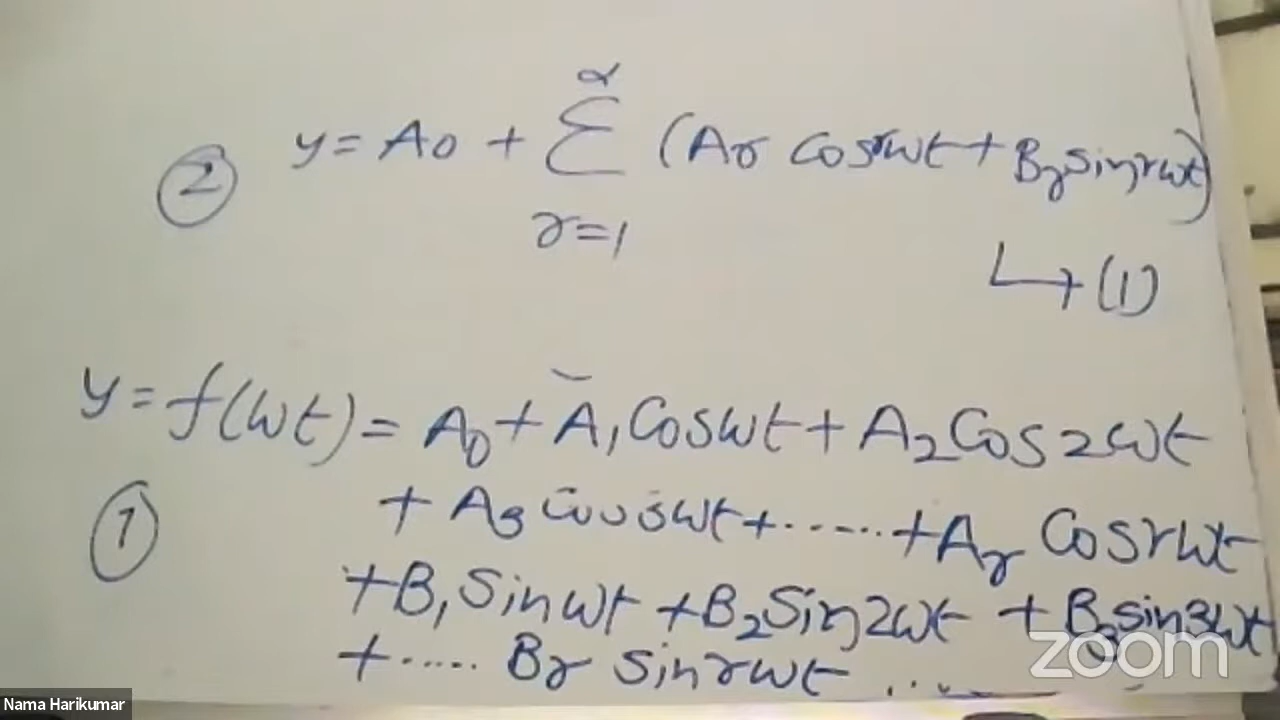 ② y = A0 + Σ (Ar cos rωt + Br sin rωt)
α
r=1
↳ (1)
y = f(ωt) = A0 + A1 Cos ωt + A2 Cos 2ωt
① + A3 cos 3ωt + ...... + Ar Cos rωt
+ B1 Sin ωt + B2 Sin 2ωt + B3 sin 3ωt
+ ..... Br sin rωt .....
zoom
Nama Harikumar